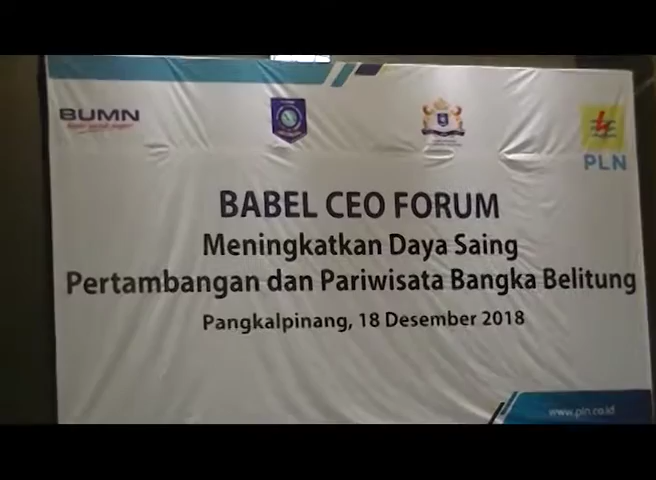 BUMN
PLN
BABEL CEO FORUM
Meningkatkan Daya Saing
Pertambangan dan Pariwisata Bangka Belitung
Pangkalpinang, 18 Desember 2018
www.pln.co.id